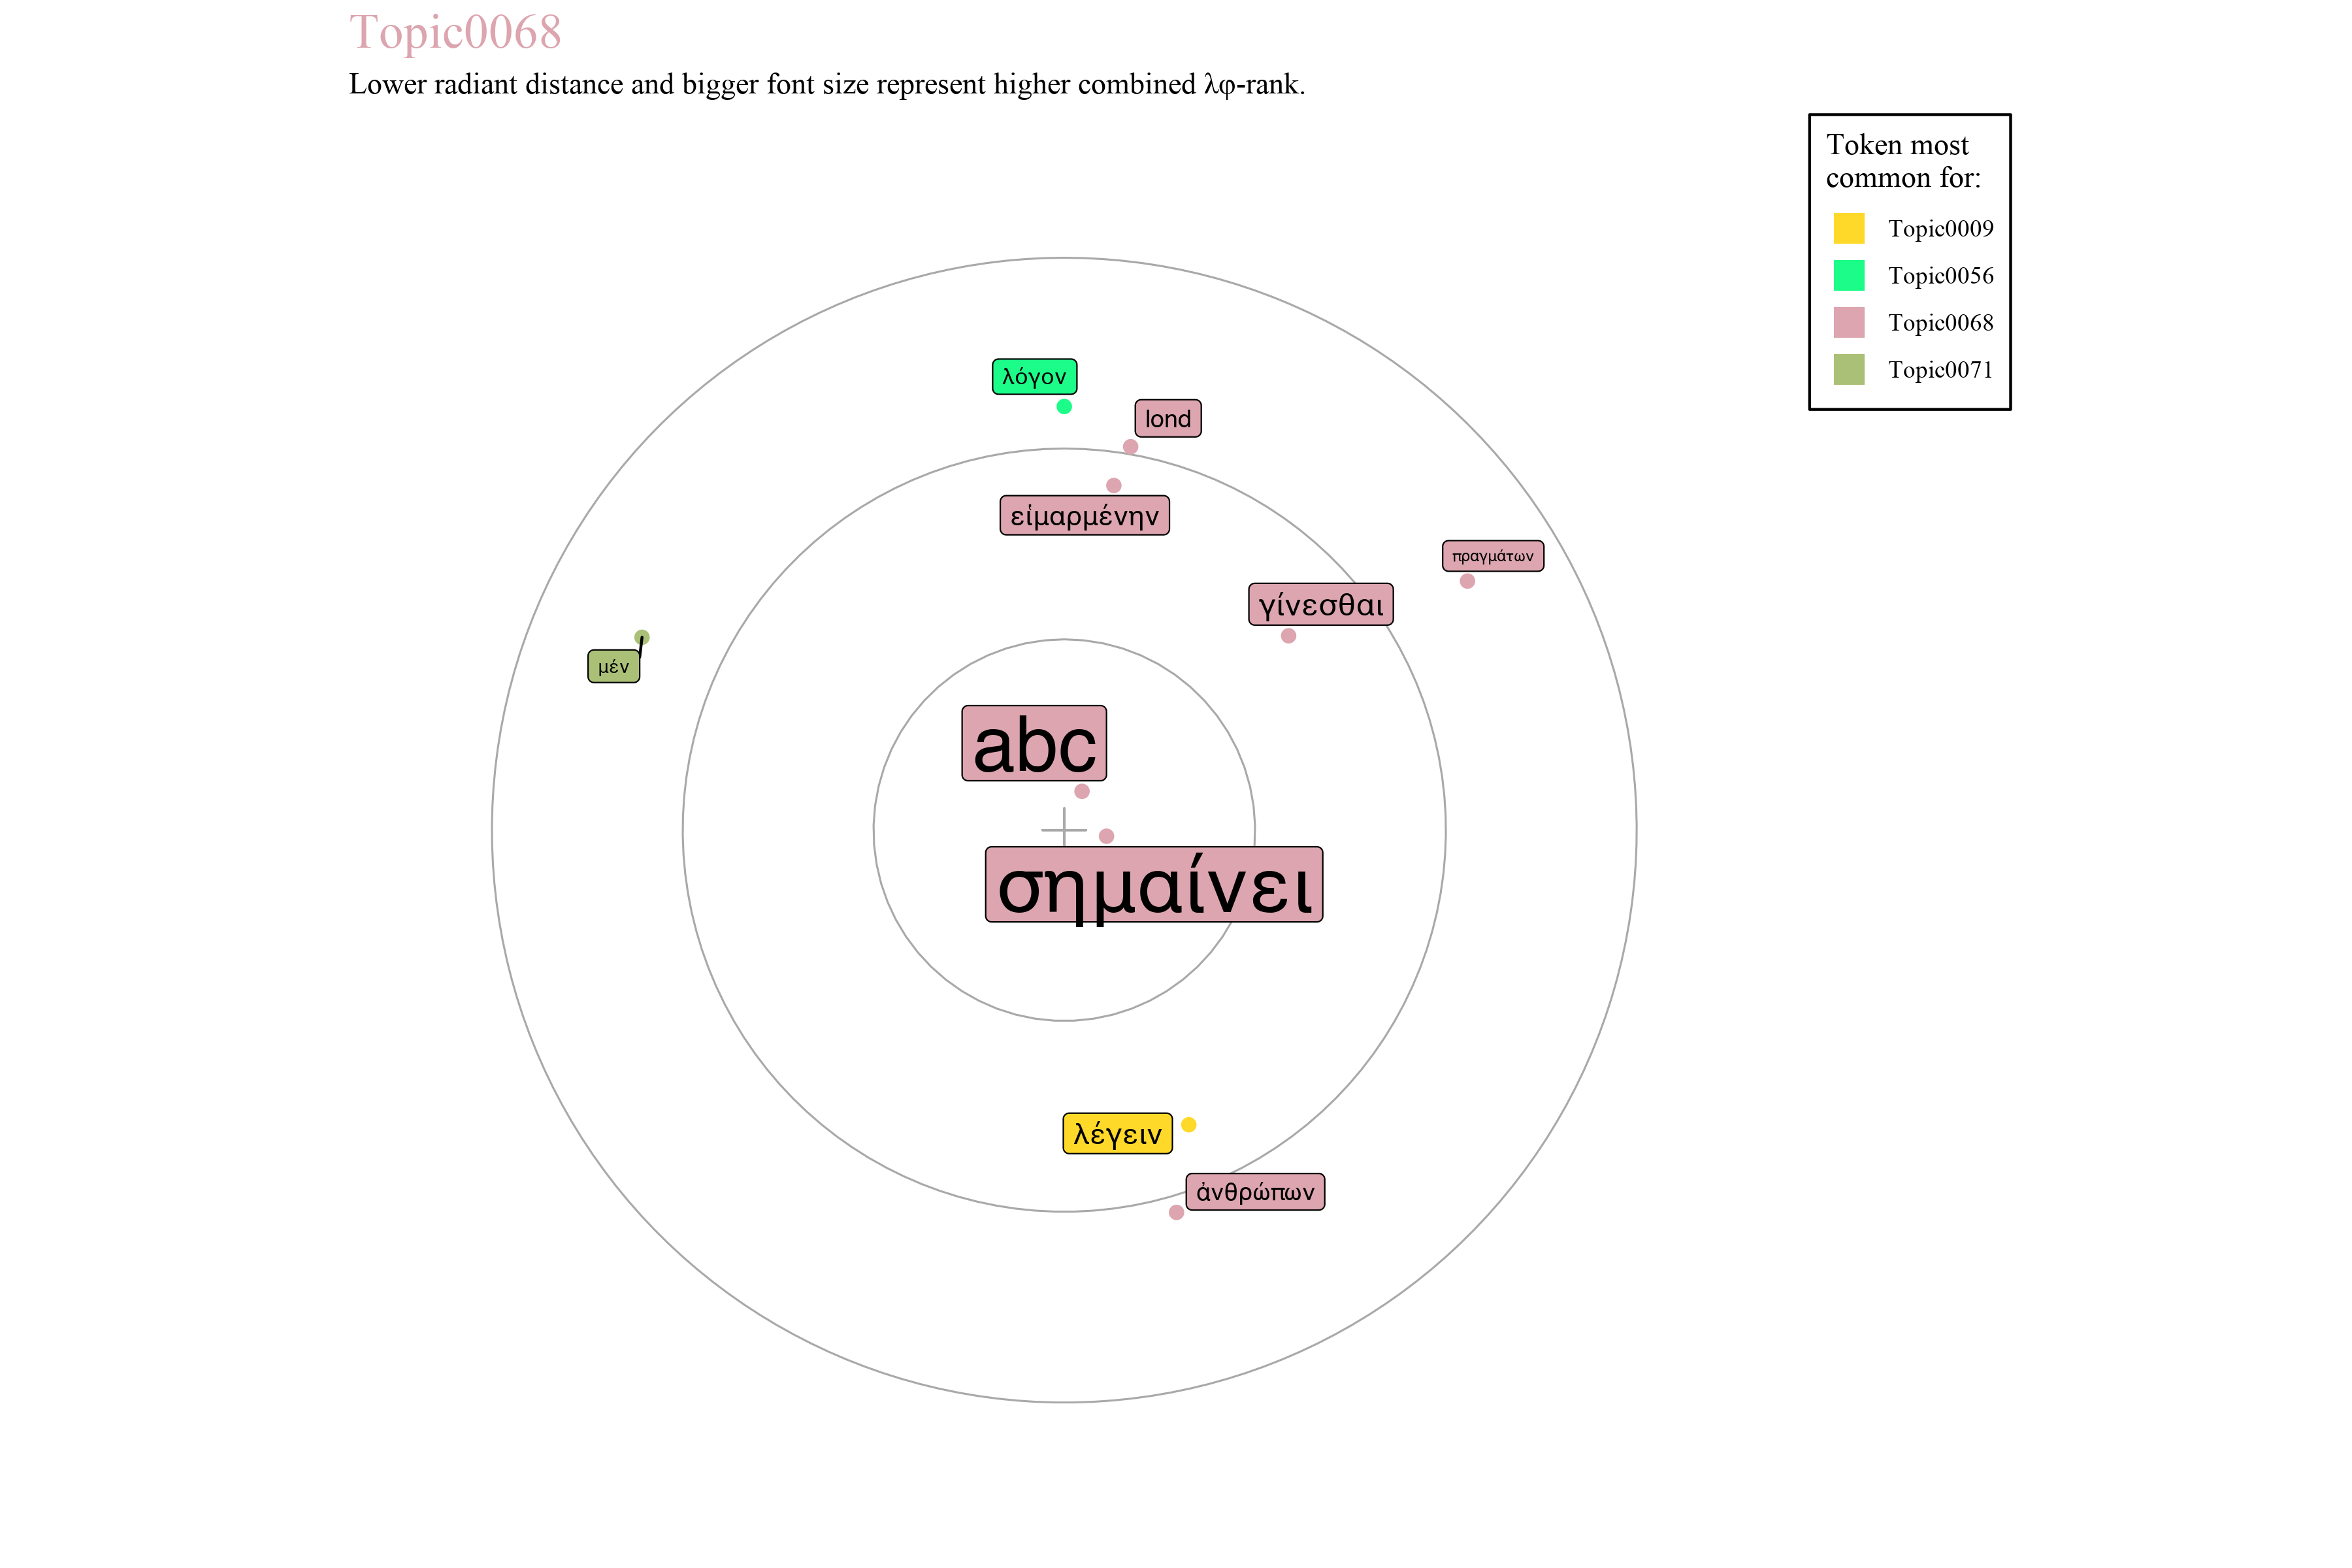 Topic0068
Lower radiant distance and bigger font size represent higher combined λφ-rank.
Token most
common for:
Topic0009
Topic0056
Topic0068
Topic0071
λόγον
lond
εἱμαρμένην
πραγμάτων
γίνεσθαι
μέν
abc
σημαίνει
λέγειν
ἀνθρώπων